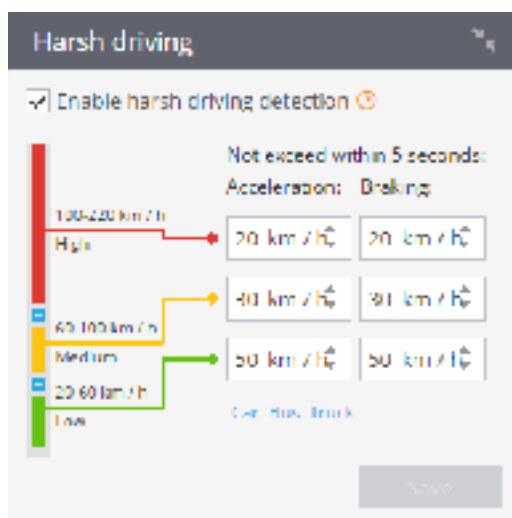 Harsh driving
Enable harsh driving detection
Not exceed within 5 seconds:
Acceleration: Braking:
100-220 km / h
High
20 km / h 20 km / h
30 km / h 30 km / h
60-100 km / h
Medium
50 km / h 50 km / h
20-60 km / h
Low
Car Bus Truck
Save